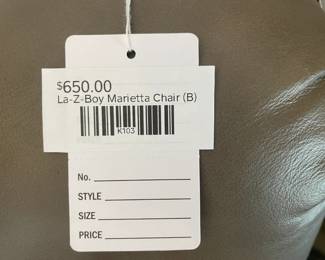 $650.00
La-Z-Boy Marietta Chair (B)
K103
No.
STYLE
SIZE
PRICE